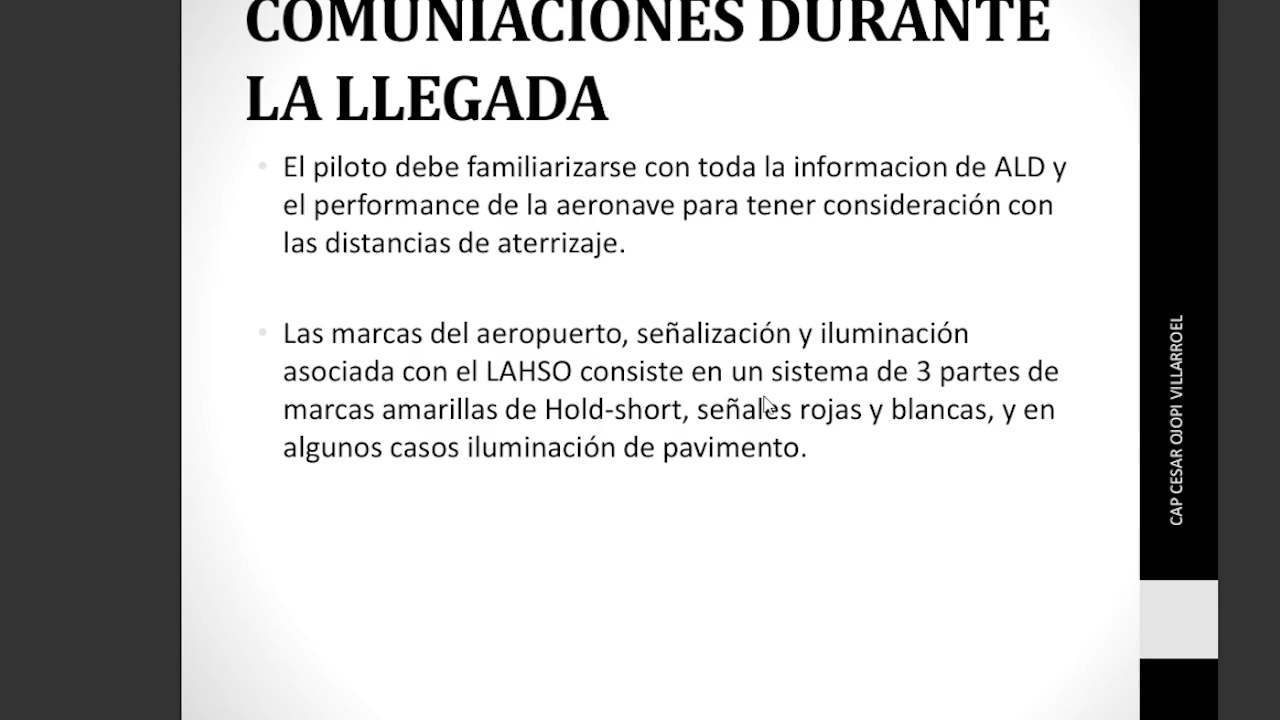 COMUNIACIONES DURANTE
LA LLEGADA
• El piloto debe familiarizarse con toda la informacion de ALD y
el performance de la aeronave para tener consideración con
las distancias de aterrizaje.
• Las marcas del aeropuerto, señalización y iluminación
asociada con el LAHSO consiste en un sistema de 3 partes de
marcas amarillas de Hold-short, señales rojas y blancas, y en
algunos casos iluminación de pavimento.
CAP CESAR OJOPI VILLARROEL